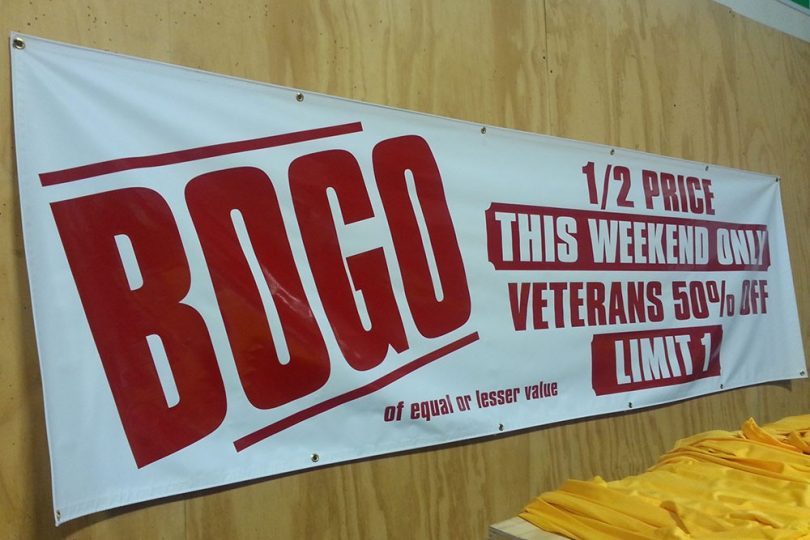 BOGO
1/2 PRICE
THIS WEEKEND ONLY
VETERANS 50% OFF
LIMIT 1
of equal or lesser value